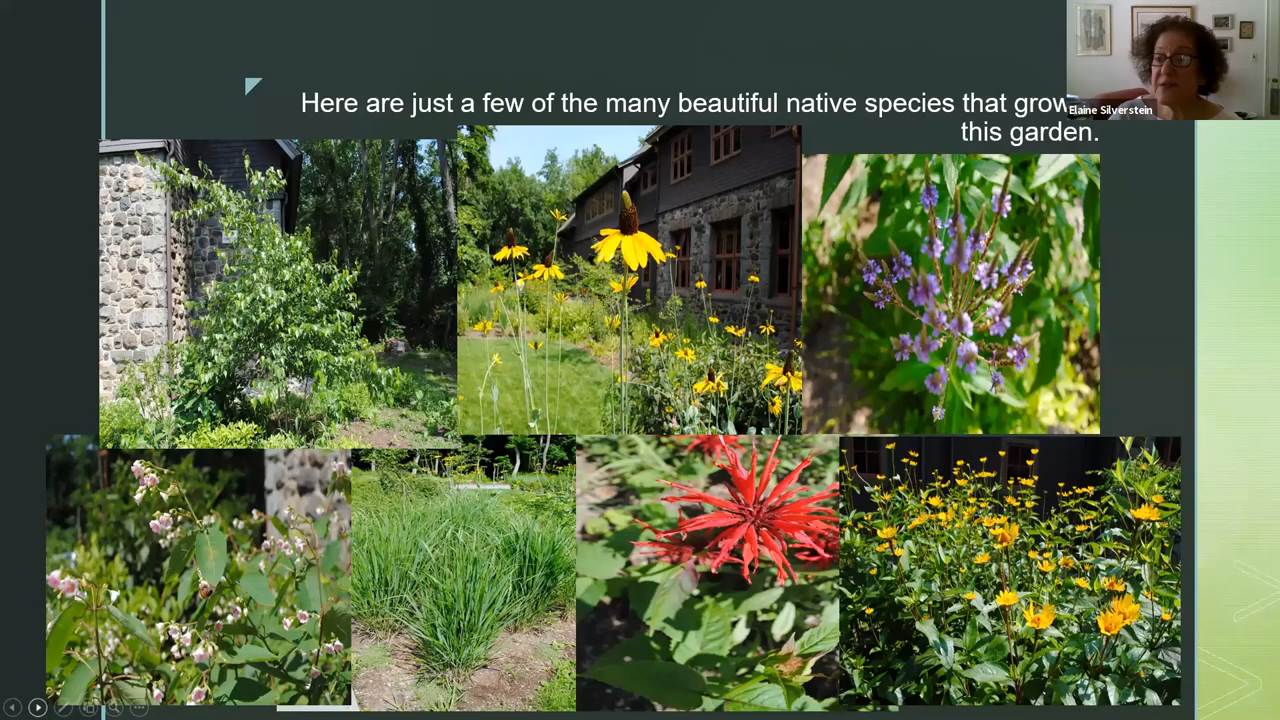 Here are just a few of the many beautiful native species that grow
this garden.
Elaine Silverstein